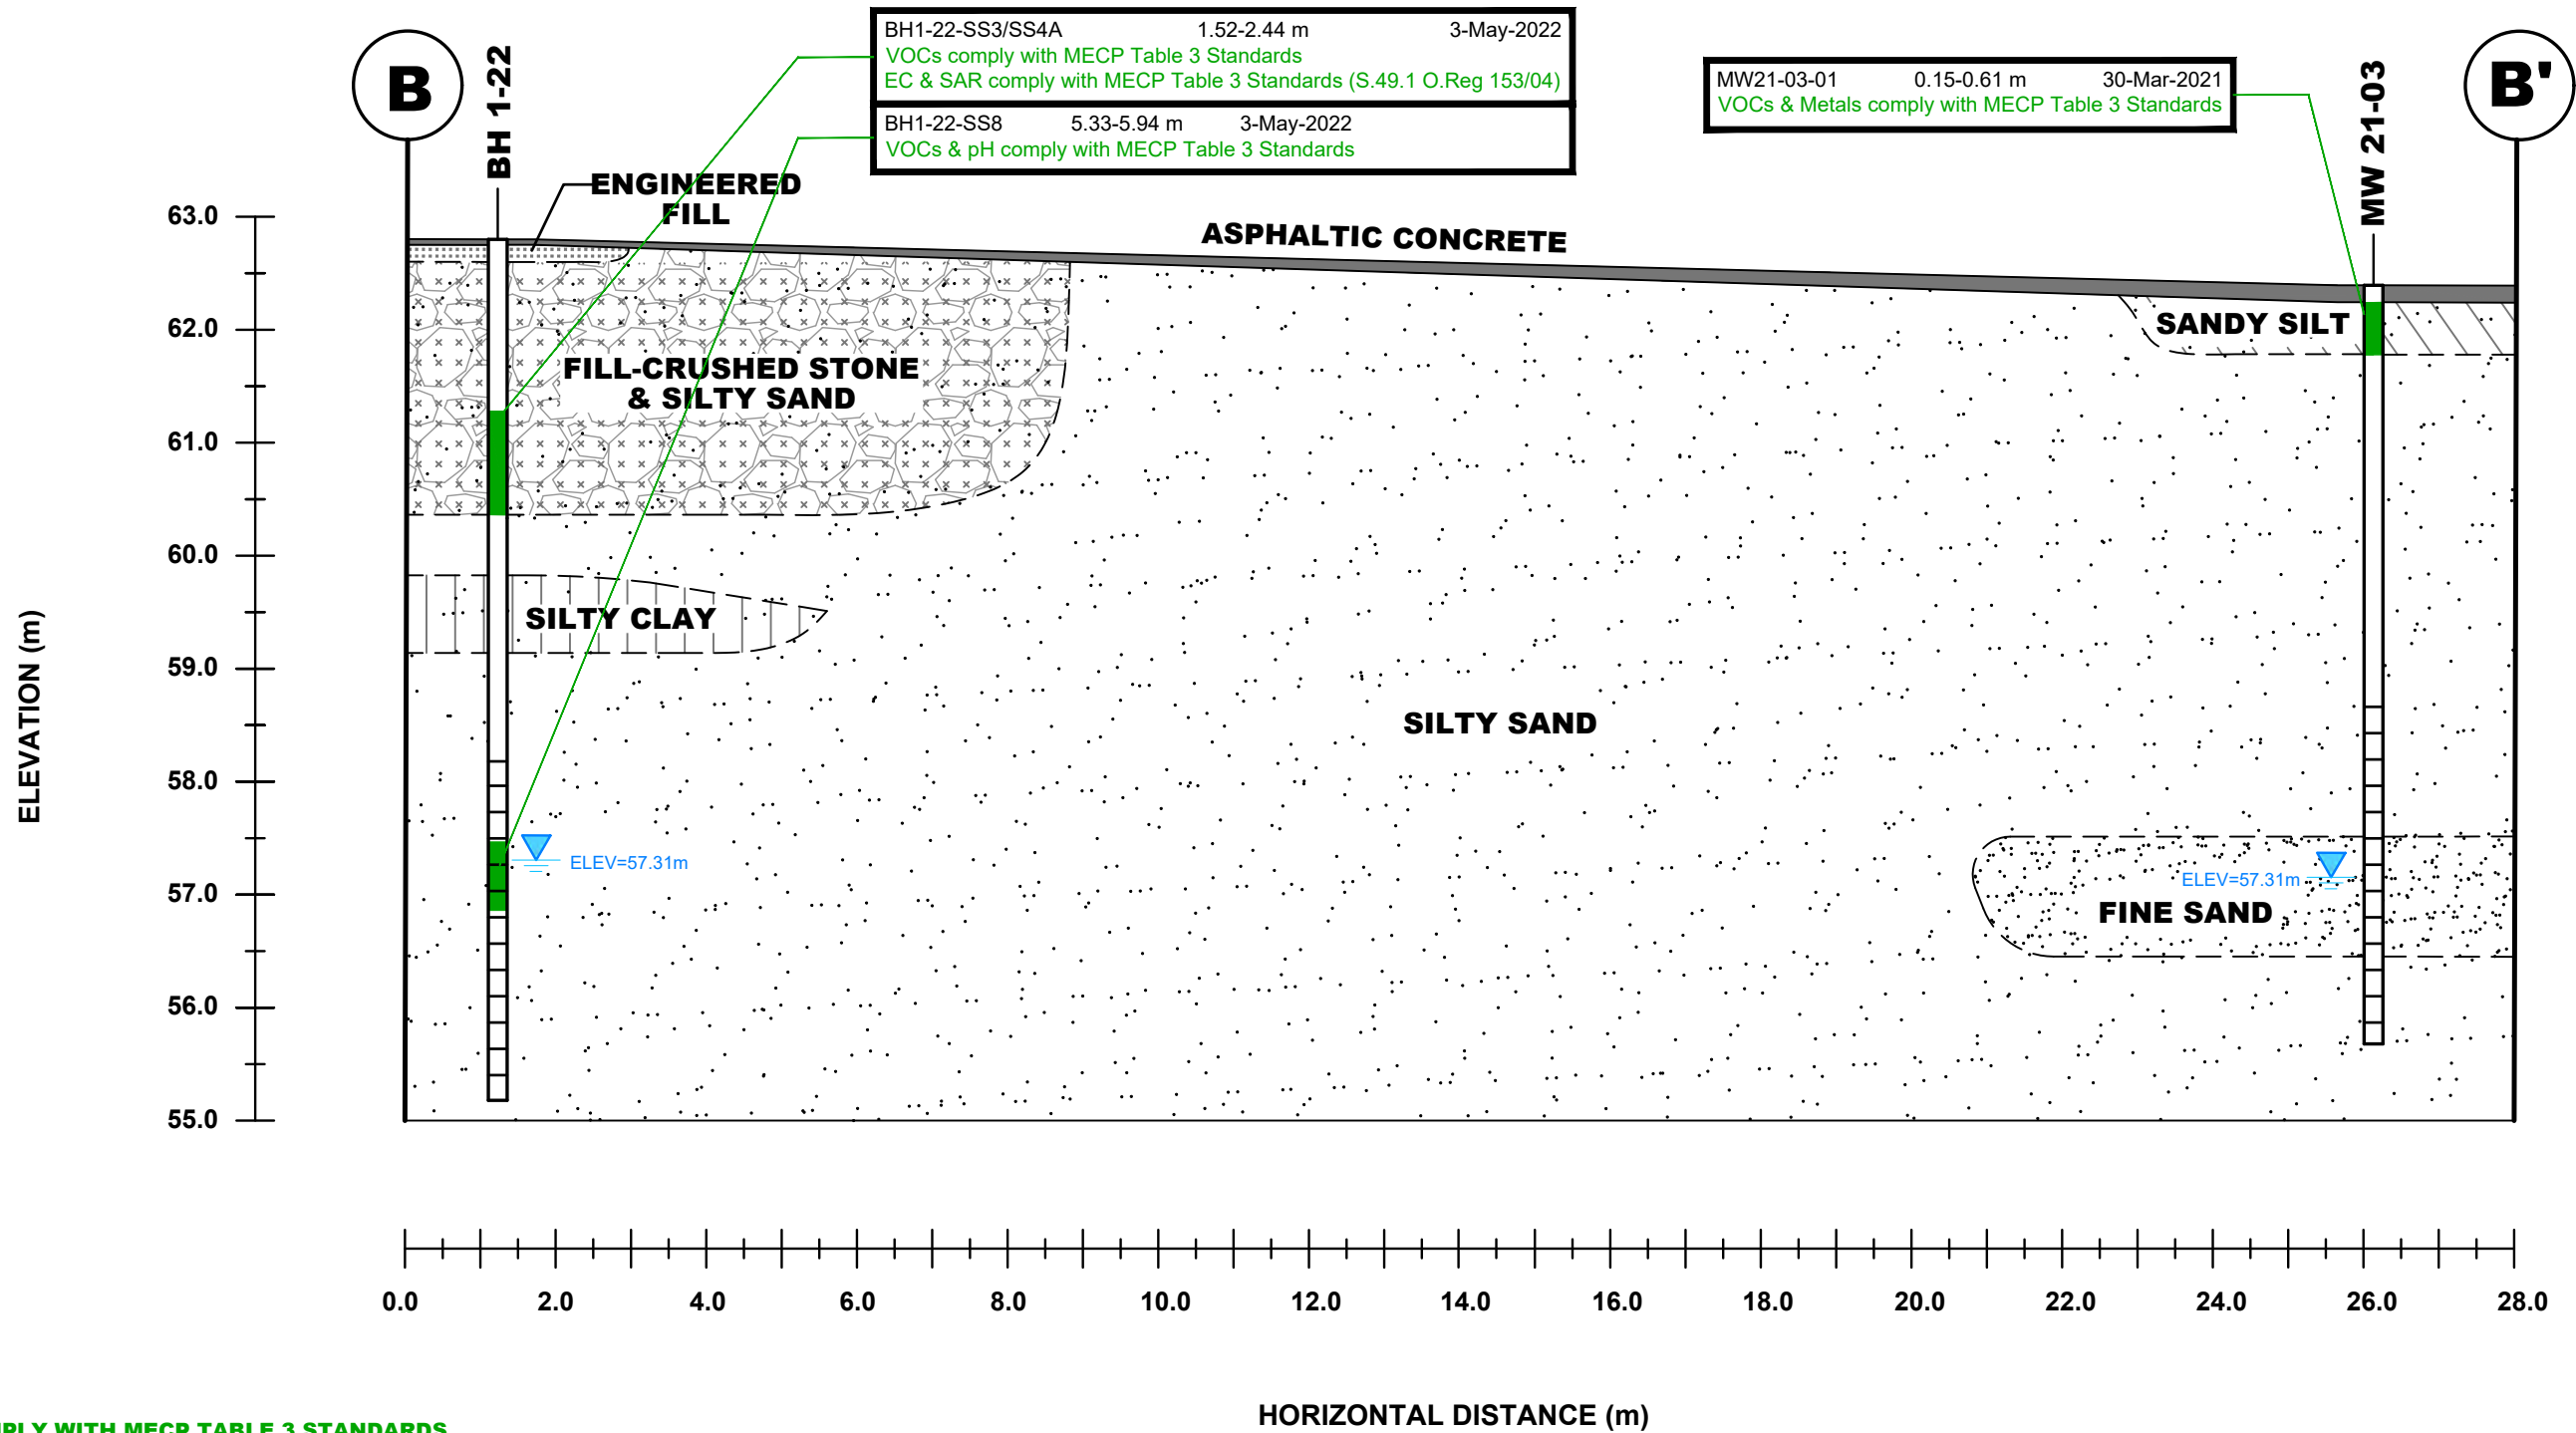 BH1-22-SS3/SS4A 1.52-2.44 m 3-May-2022
VOCs comply with MECP Table 3 Standards
EC & SAR comply with MECP Table 3 Standards (S.49.1 O.Reg 153/04)
BH1-22-SS8 5.33-5.94 m 3-May-2022
VOCs & pH comply with MECP Table 3 Standards
MW21-03-01 0.15-0.61 m 30-Mar-2021
VOCs & Metals comply with MECP Table 3 Standards
B
BH 1-22
MW 21-03
B'
ENGINEERED
FILL
ASPHALTIC CONCRETE
SANDY SILT
FILL-CRUSHED STONE
& SILTY SAND
SILTY CLAY
SILTY SAND
ELEV=57.31m
ELEV=57.31m
FINE SAND
ELEVATION (m)
63.0
62.0
61.0
60.0
59.0
58.0
57.0
56.0
55.0
0.0 2.0 4.0 6.0 8.0 10.0 12.0 14.0 16.0 18.0 20.0 22.0 24.0 26.0 28.0
HORIZONTAL DISTANCE (m)
WITH MECP TABLE 3 STANDARDS